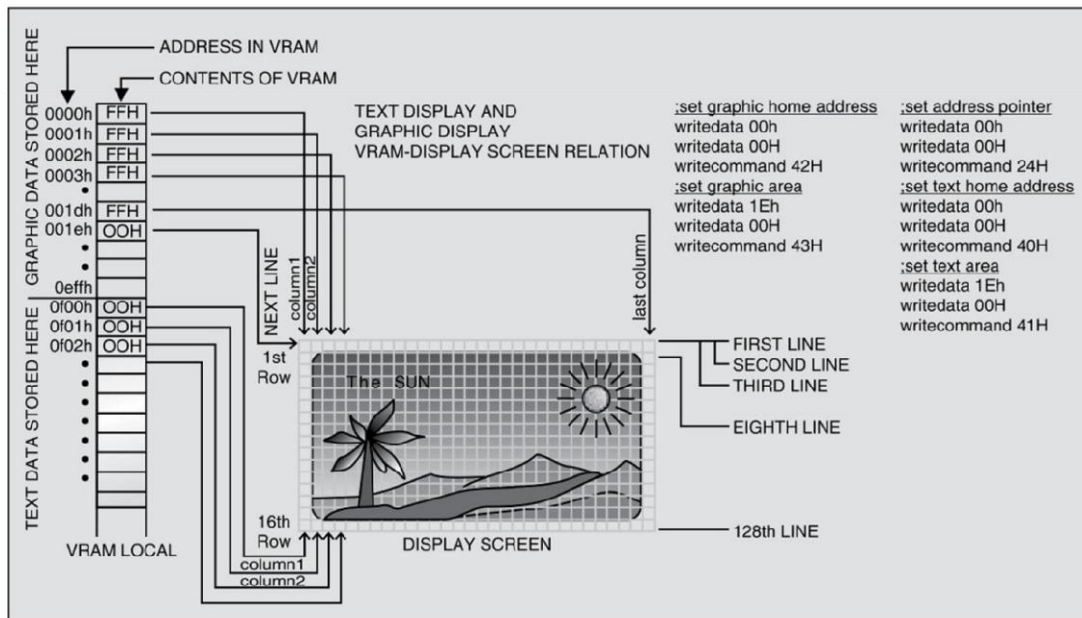 ADDRESS IN VRAM
CONTENTS OF VRAM
GRAPHIC DATA STORED HERE
0000h FFH
0001h FFH
0002h FFH
0003h FFH
001dh FFH
001eh OOH
0effh
TEXT DATA STORED HERE
0f00h OOH
0f01h OOH
0f02h OOH
VRAM LOCAL
TEXT DISPLAY AND
GRAPHIC DISPLAY
VRAM-DISPLAY SCREEN RELATION
;set graphic home address
writedata 00h
writedata 00H
writecommand 42H
;set graphic area
writedata 1Eh
writedata 00H
writecommand 43H
;set address pointer
writedata 00h
writedata 00H
writecommand 24H
;set text home address
writedata 00h
writedata 00H
writecommand 40H
;set text area
writedata 1Eh
writedata 00H
writecommand 41H
NEXT LINE
column1
column2
last column
1st
Row
The SUN
FIRST LINE
SECOND LINE
THIRD LINE
EIGHTH LINE
16th
Row
128th LINE
DISPLAY SCREEN
column1
column2